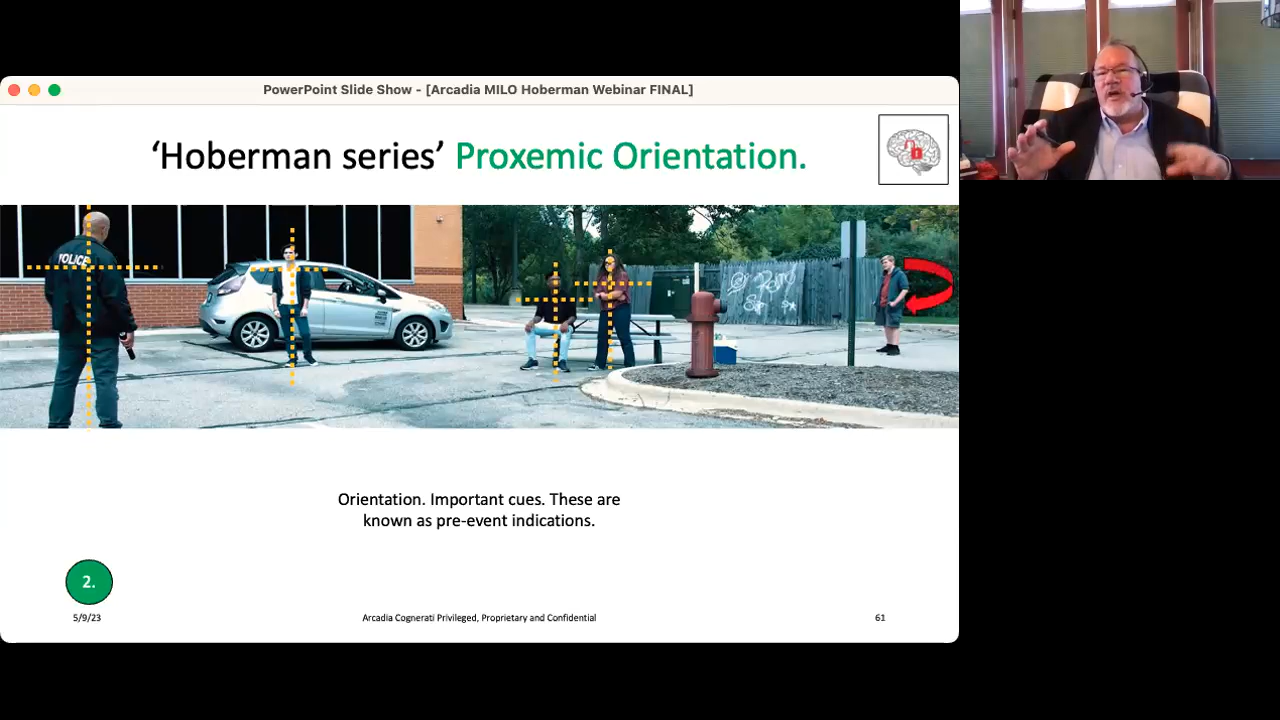 PowerPoint Slide Show - [Arcadia MILO Hoberman Webinar FINAL]
‘Hoberman series’ Proxemic Orientation.
POLICE
Orientation. Important cues. These are
known as pre-event indications.
2.
5/9/23
Arcadia Cognerati Privileged, Proprietary and Confidential
61